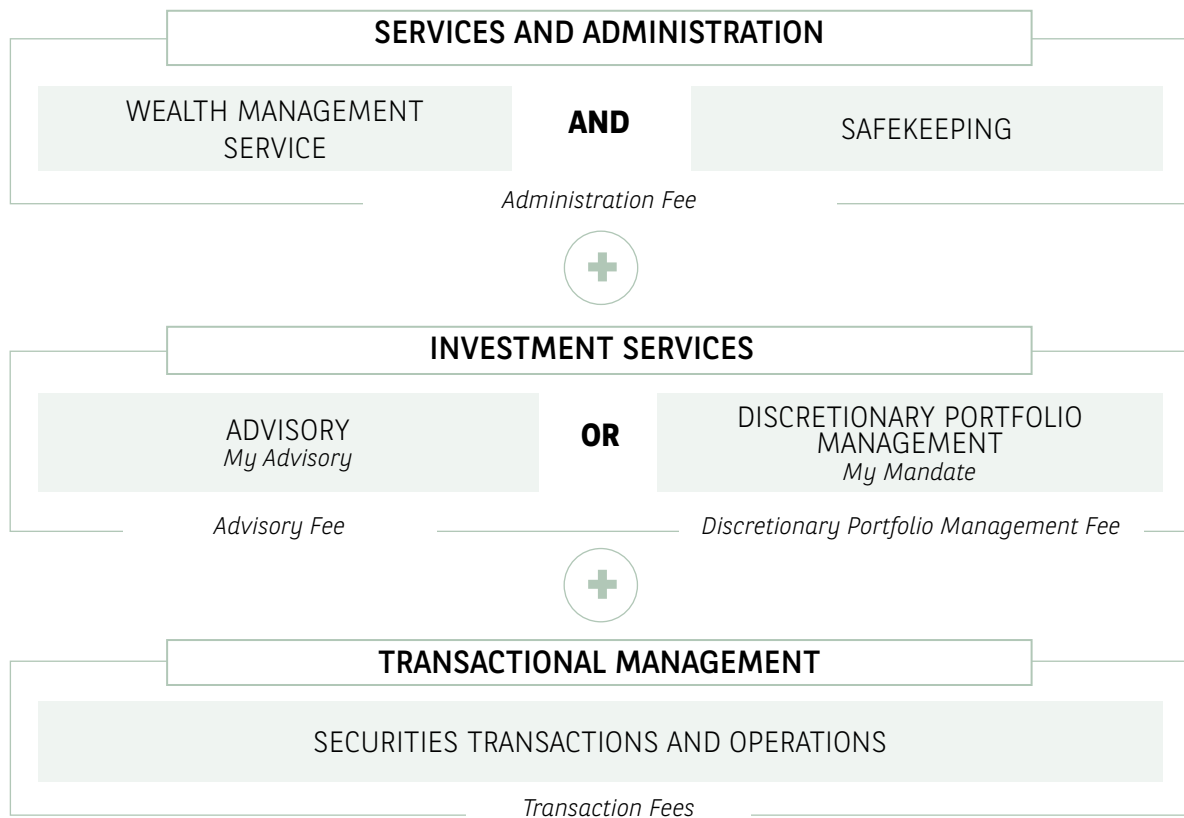 SERVICES AND ADMINISTRATION
WEALTH MANAGEMENT
SERVICE
AND
SAFEKEEPING
Administration Fee
INVESTMENT SERVICES
ADVISORY
My Advisory
OR
DISCRETIONARY PORTFOLIO
MANAGEMENT
My Mandate
Advisory Fee
Discretionary Portfolio Management Fee
TRANSACTIONAL MANAGEMENT
SECURITIES TRANSACTIONS AND OPERATIONS
Transaction Fees